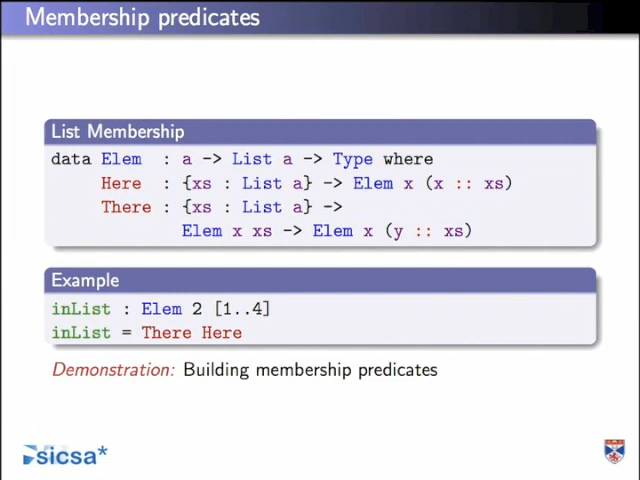 Membership predicates
List Membership
data Elem : a -> List a -> Type where
Here : {xs : List a} -> Elem x (x :: xs)
There : {xs : List a} ->
Elem x xs -> Elem x (y :: xs)
Example
inList : Elem 2 [1..4]
inList = There Here
Demonstration: Building membership predicates
sicsa*